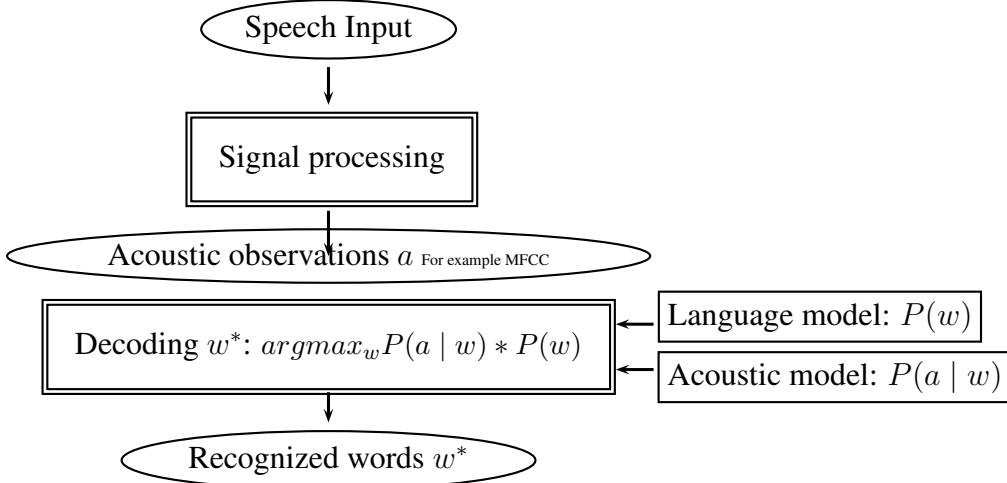 Speech Input
Signal processing
Acoustic observations a For example MFCC
Decoding w*: argmax_w P(a | w) * P(w)
Language model: P(w)
Acoustic model: P(a | w)
Recognized words w*